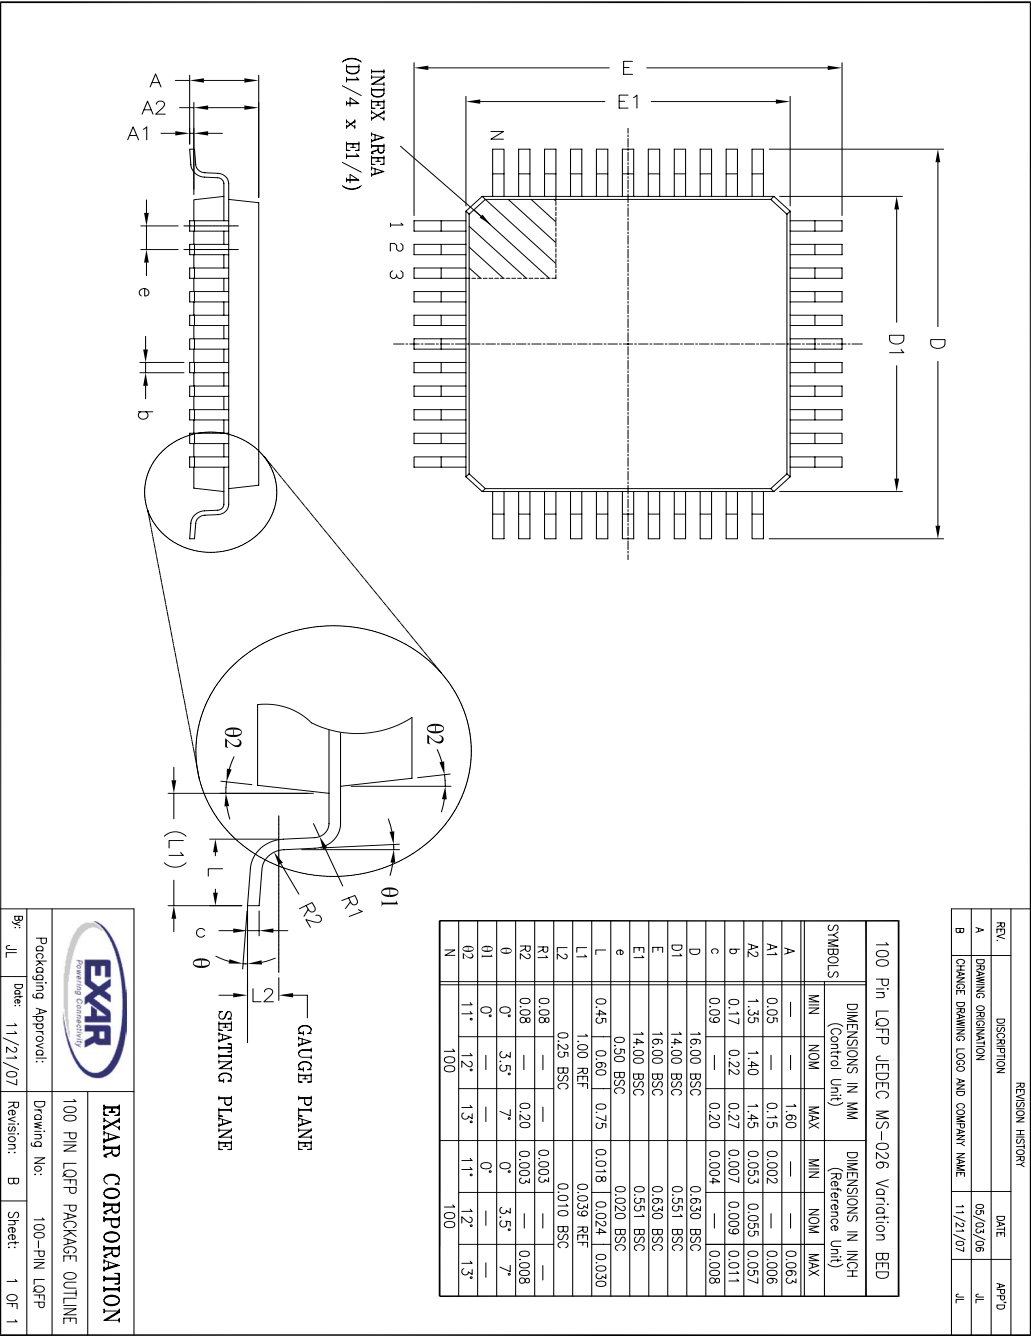 REVISION HISTORY
REV. DISCRIPTION DATE APP'D
A DRAWING ORIGINATION 05/03/06 JL
B CHANGE DRAWING LOGO AND COMPANY NAME 11/21/07 JL
D
D1
E
E1
N
1 2 3
INDEX AREA
(D1/4 x E1/4)
A
A2
A1
e
b
100 Pin LQFP JEDEC MS-026 Variation BED
SYMBOLS DIMENSIONS IN MM (Control Unit) DIMENSIONS IN INCH (Reference Unit)
MIN NOM MAX MIN NOM MAX
A — — 1.60 — — 0.063
A1 0.05 — 0.15 0.002 — 0.006
A2 1.35 1.40 1.45 0.053 0.055 0.057
b 0.17 0.22 0.27 0.007 0.009 0.011
c 0.09 — 0.20 0.004 — 0.008
D 16.00 BSC 0.630 BSC
D1 14.00 BSC 0.551 BSC
E 16.00 BSC 0.630 BSC
E1 14.00 BSC 0.551 BSC
e 0.50 BSC 0.020 BSC
L 0.45 0.60 0.75 0.018 0.024 0.030
L1 1.00 REF 0.039 REF
L2 0.25 BSC 0.010 BSC
R1 0.08 — — 0.003 — —
R2 0.08 — 0.20 0.003 — 0.008
θ 0° 3.5° 7° 0° 3.5° 7°
θ1 0° — — 0° — —
θ2 11° 12° 13° 11° 12° 13°
N 100 100
θ2
θ2
θ1
R1
R2
(L1)
L
c
θ
L2
GAUGE PLANE
SEATING PLANE
EXAR
Powering Connectivity
EXAR CORPORATION
100 PIN LQFP PACKAGE OUTLINE
Packaging Approval: Drawing No: 100-PIN LQFP
By: JL Date: 11/21/07 Revision: B Sheet: 1 OF 1